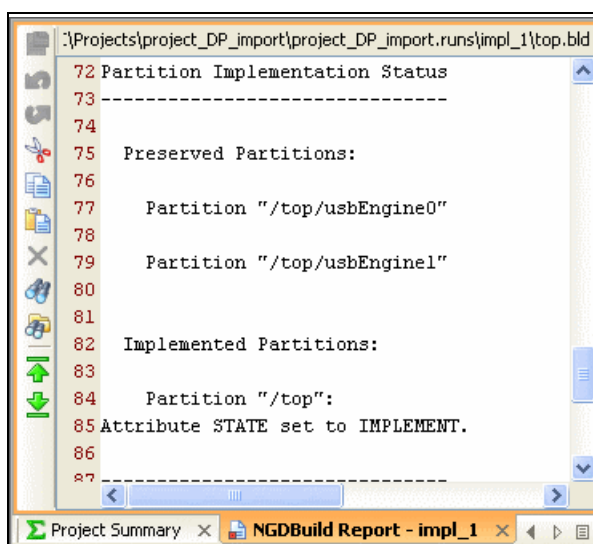 :\Projects\project_DP_import\project_DP_import.runs\impl_1\top.bld
72 Partition Implementation Status
73 -------------------------------
74
75 Preserved Partitions:
76
77 Partition "/top/usbEngine0"
78
79 Partition "/top/usbEngine1"
80
81
82 Implemented Partitions:
83
84 Partition "/top":
85 Attribute STATE set to IMPLEMENT.
86
87 -------------------------------
Project Summary NGDBuild Report - impl_1